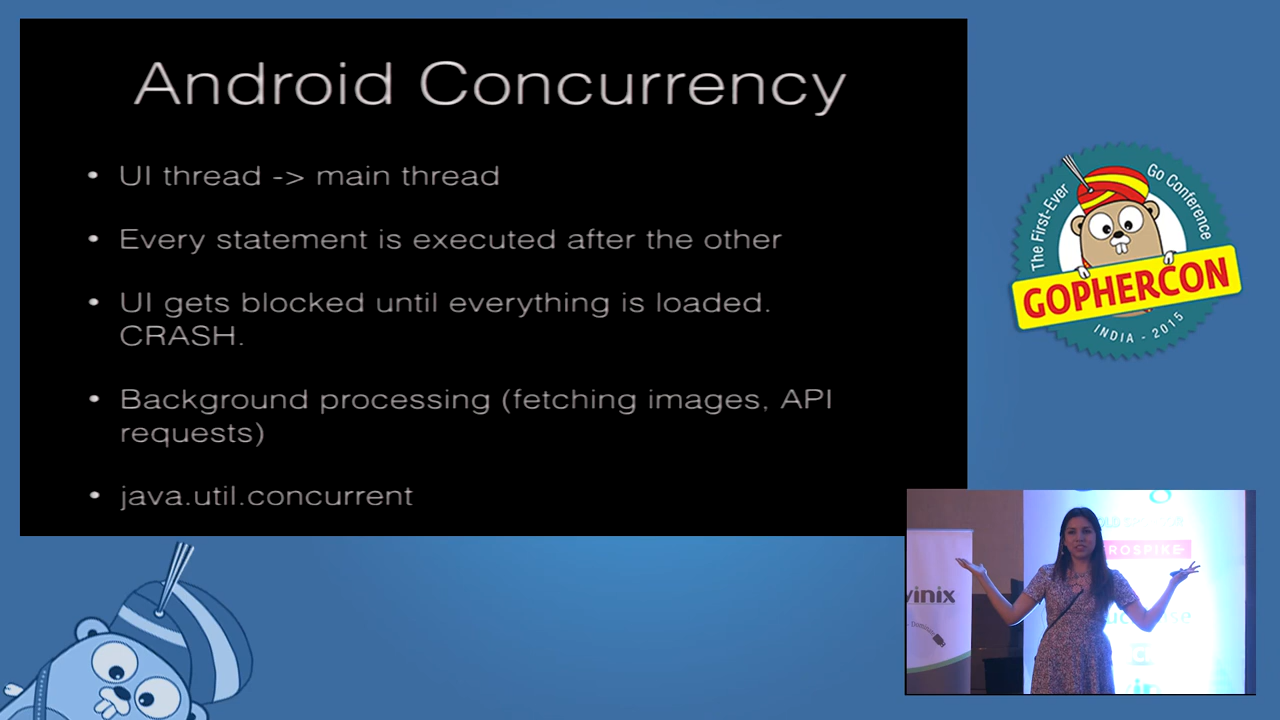 Android Concurrency
• UI thread -> main thread
• Every statement is executed after the other
• UI gets blocked until everything is loaded.
CRASH.
• Background processing (fetching images, API
requests)
• java.util.concurrent
The First-Ever
Go Conference
GOPHERCON
INDIA - 2015
ROSPIKE
vinix